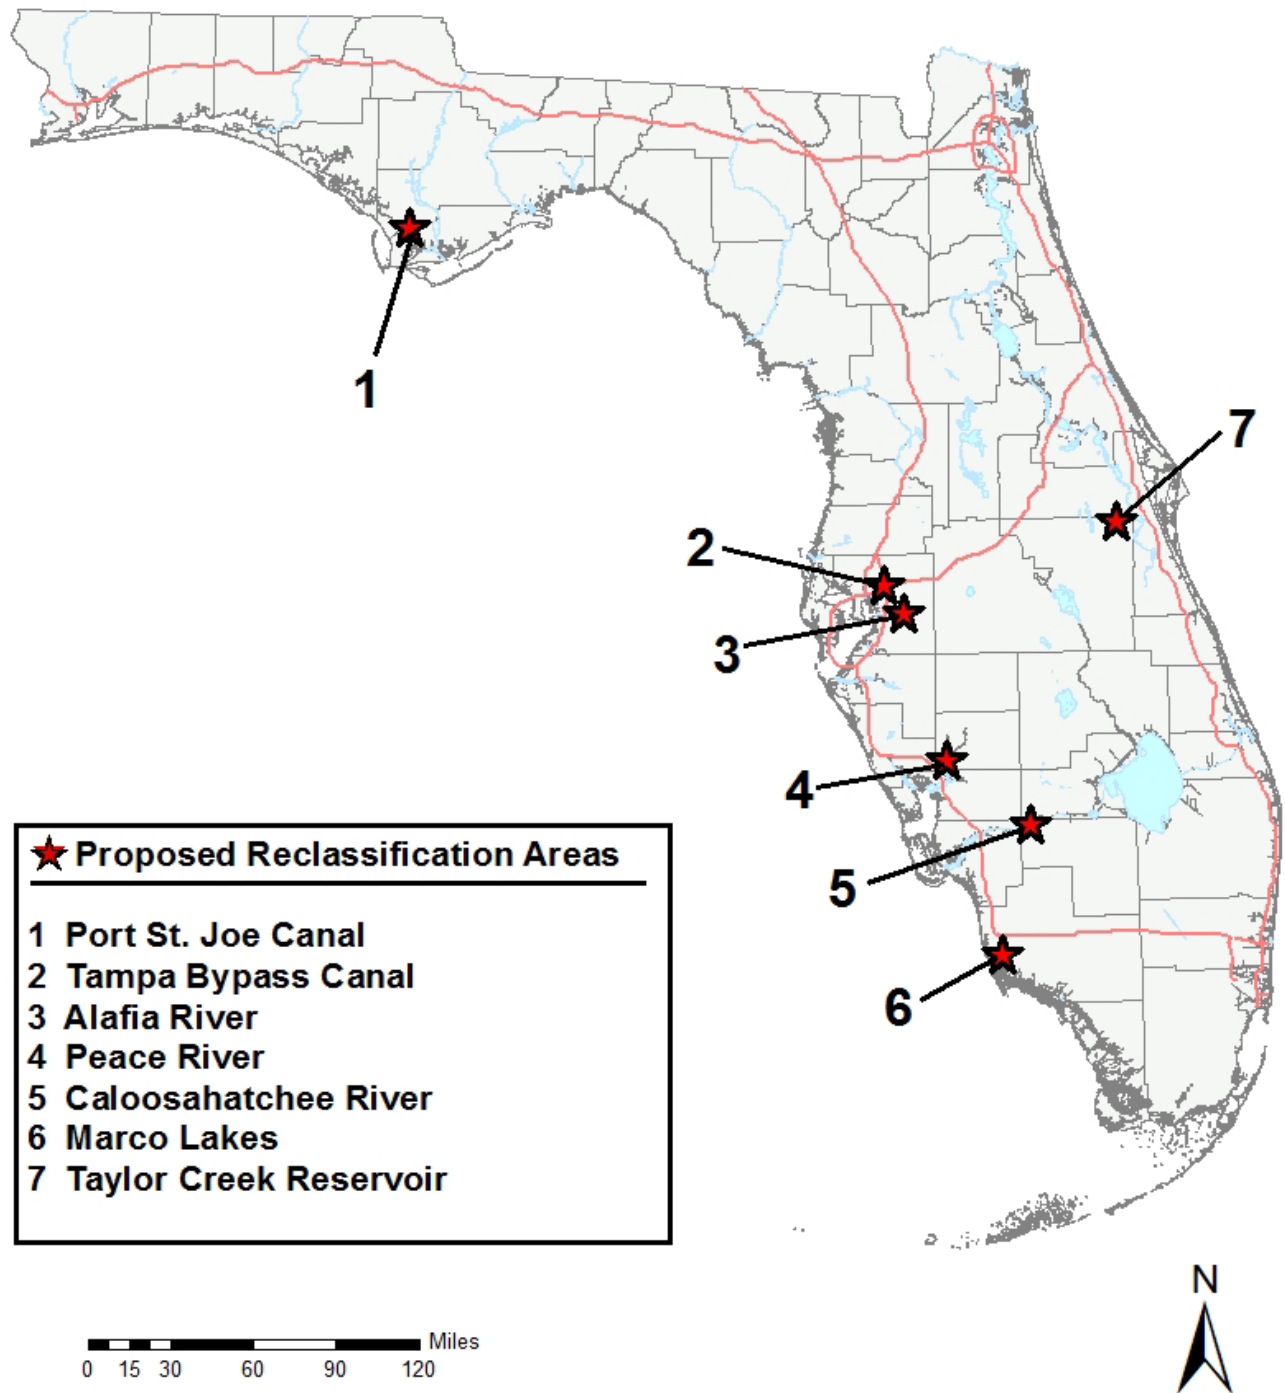 1
7
2
3
4
5
6
Proposed Reclassification Areas
1 Port St. Joe Canal
2 Tampa Bypass Canal
3 Alafia River
4 Peace River
5 Caloosahatchee River
6 Marco Lakes
7 Taylor Creek Reservoir
N
Miles
0 15 30 60 90 120